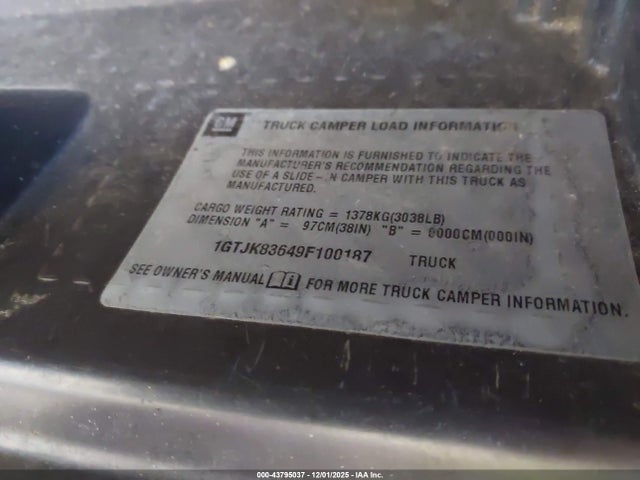 GM TRUCK CAMPER LOAD INFORMATION
THIS INFORMATION IS FURNISHED TO INDICATE THE
MANUFACTURER'S RECOMMENDATION REGARDING THE
USE OF A SLIDE-IN CAMPER WITH THIS TRUCK AS
MANUFACTURED.
CARGO WEIGHT RATING = 1378KG(3038LB)
DIMENSION "A" = 97CM(38IN) "B" = 0000CM(000IN)
1GTJK83649F100187 TRUCK
SEE OWNER'S MANUAL FOR MORE TRUCK CAMPER INFORMATION.
000-43795037 - 12/01/2025 - IAA Inc.